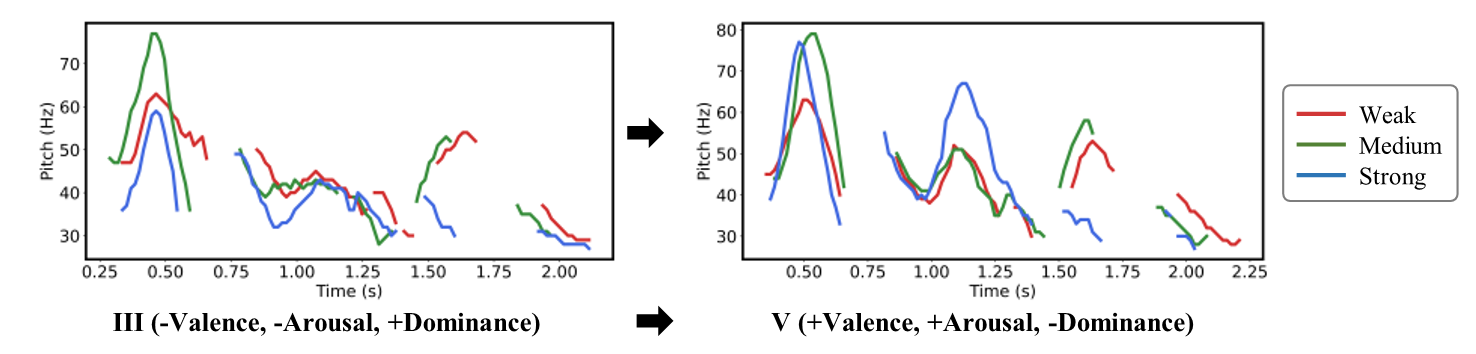 Pitch (Hz)
70
60
50
40
30
0.25 0.50 0.75 1.00 1.25 1.50 1.75 2.00
Time (s)
III (-Valence, -Arousal, +Dominance)
Pitch (Hz)
80
70
60
50
40
30
0.50 0.75 1.00 1.25 1.50 1.75 2.00 2.25
Time (s)
V (+Valence, +Arousal, -Dominance)
Weak
Medium
Strong